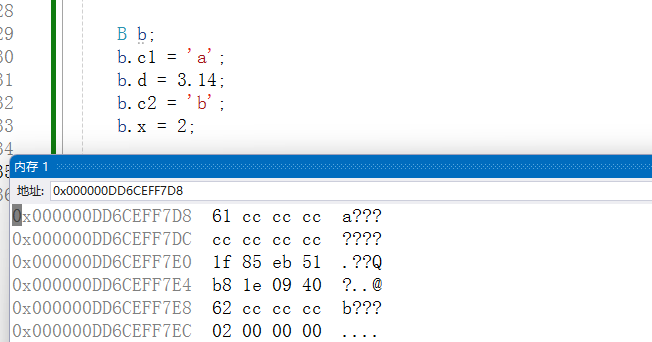 28
29 B b;
30 b.c1 = 'a';
31 b.d = 3.14;
32 b.c2 = 'b';
33 b.x = 2;
34
35
内存 1
36
地址: 0x000000DD6CEFF7D8
0x000000DD6CEFF7D8 61 cc cc cc a???
0x000000DD6CEFF7DC cc cc cc cc ????
0x000000DD6CEFF7E0 1f 85 eb 51 .??Q
0x000000DD6CEFF7E4 b8 1e 09 40 ?..@
0x000000DD6CEFF7E8 62 cc cc cc b???
0x000000DD6CEFF7EC 02 00 00 00 ....